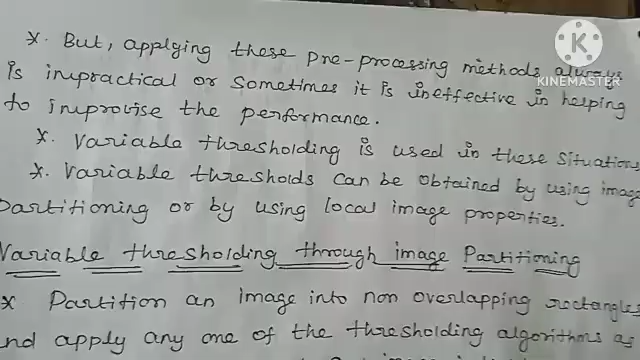 x. But, applying these pre-processing methods always
is impractical or sometimes it is ineffective in helping
to improvise the performance.
x. Variable thresholding is used in these situations
x. Variable thresholds can be obtained by using image
partitioning or by using local image properties.
Variable thresholding through image Partitioning
x Partition an image into non overlapping rectangles
and apply any one of the thresholding algorithms as
KINEMASTER